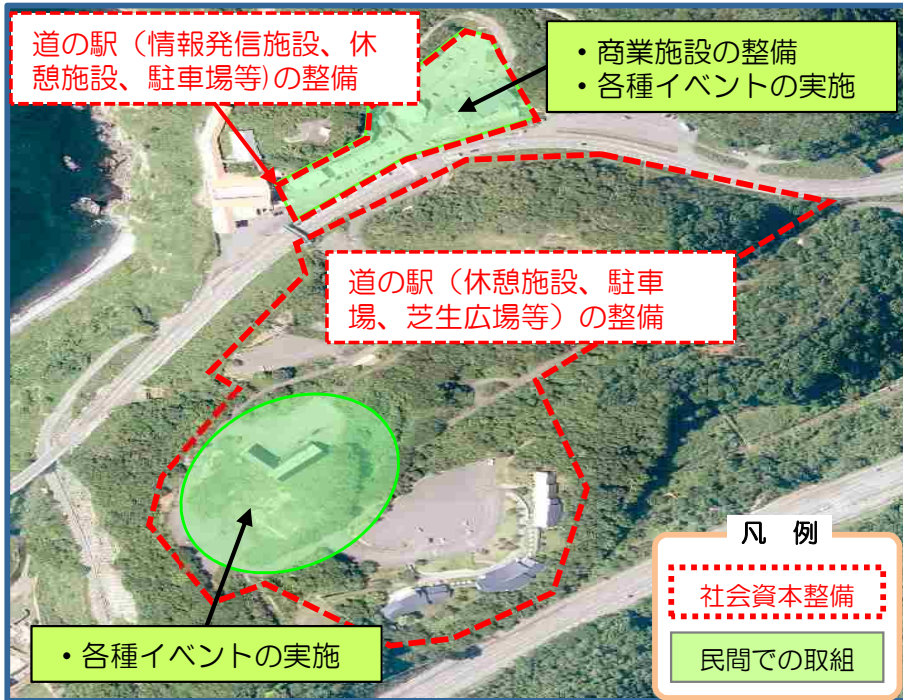 道の駅（情報発信施設、休
憩施設、駐車場等)の整備
・商業施設の整備
・各種イベントの実施
道の駅（休憩施設、駐車
場、芝生広場等）の整備
・各種イベントの実施
凡 例
社会資本整備
民間での取組